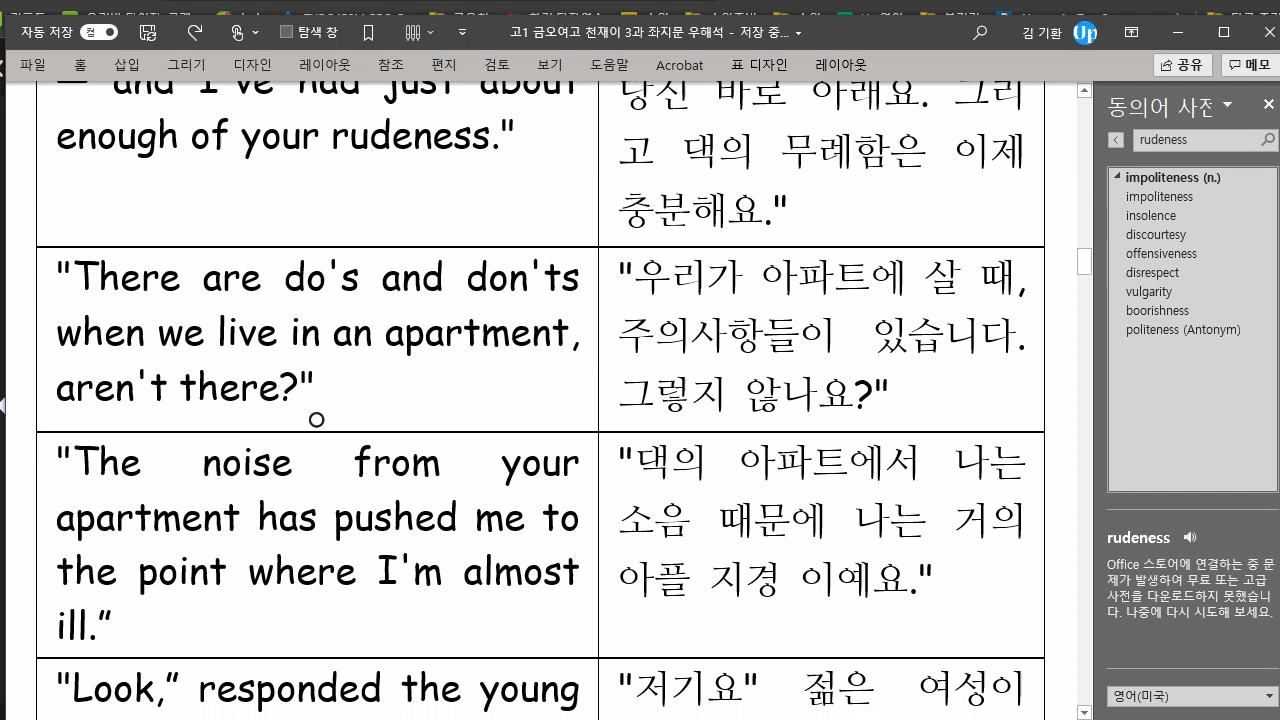 자동 저장
탐색 창
고1 금오여고 천재이 3과 좌지문 우해석 - 저장 중...
김 기환
Up
파일 홈 삽입 그리기 디자인 레이아웃 참조 편지 검토 보기 도움말 Acrobat 표 디자인 레이아웃
공유 메모
and I've had just about
enough of your rudeness."
당신 바로 아래요. 그리
고 댁의 무례함은 이제
충분해요."
"There are do's and don'ts
when we live in an apartment,
aren't there?"
"우리가 아파트에 살 때,
주의사항들이 있습니다.
그렇지 않나요?"
"The noise from your
apartment has pushed me to
the point where I'm almost
ill.”
"댁의 아파트에서 나는
소음 때문에 나는 거의
아플 지경 이예요."
"Look,” responded the young
"저기요" 젊은 여성이
동의어 사전
rudeness
impoliteness (n.)
impoliteness
insolence
discourtesy
offensiveness
disrespect
vulgarity
boorishness
politeness (Antonym)
rudeness
Office 스토어에 연결하는 중 문
제가 발생하여 무료 또는 고급
사전을 다운로드하지 못했습니
다. 나중에 다시 시도해 보세요.
영어(미국)